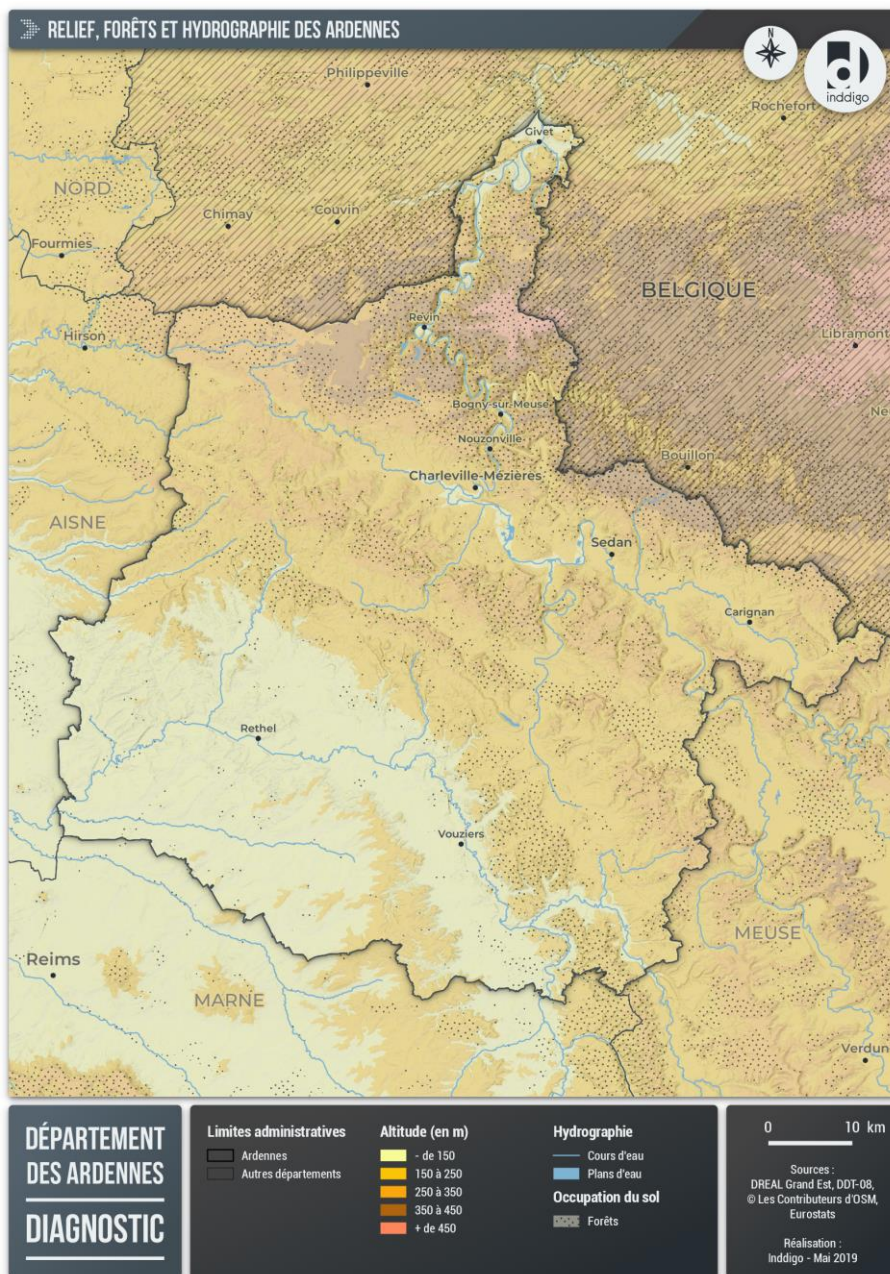 RELIEF, FORÊTS ET HYDROGRAPHIE DES ARDENNES
N
inddigo
Philippeville
Rochefort
Givet
NORD
Chimay
Couvin
Fourmies
BELGIQUE
Revin
Hirson
Libramont
Bogny-sur-Meuse
Ne
Nouzonville
Bouillon
Charleville-Mézières
AISNE
Sedan
Carignan
Rethel
Vouziers
MEUSE
Reims
MARNE
Verdun
DÉPARTEMENT
DES ARDENNES
DIAGNOSTIC
Limites administratives
Ardennes
Autres départements
Altitude (en m)
- de 150
150 à 250
250 à 350
350 à 450
+ de 450
Hydrographie
Cours d'eau
Plans d'eau
Occupation du sol
Forêts
0 10 km
Sources :
DREAL Grand Est, DDT-08,
© Les Contributeurs d'OSM,
Eurostats
Réalisation :
Inddigo - Mai 2019